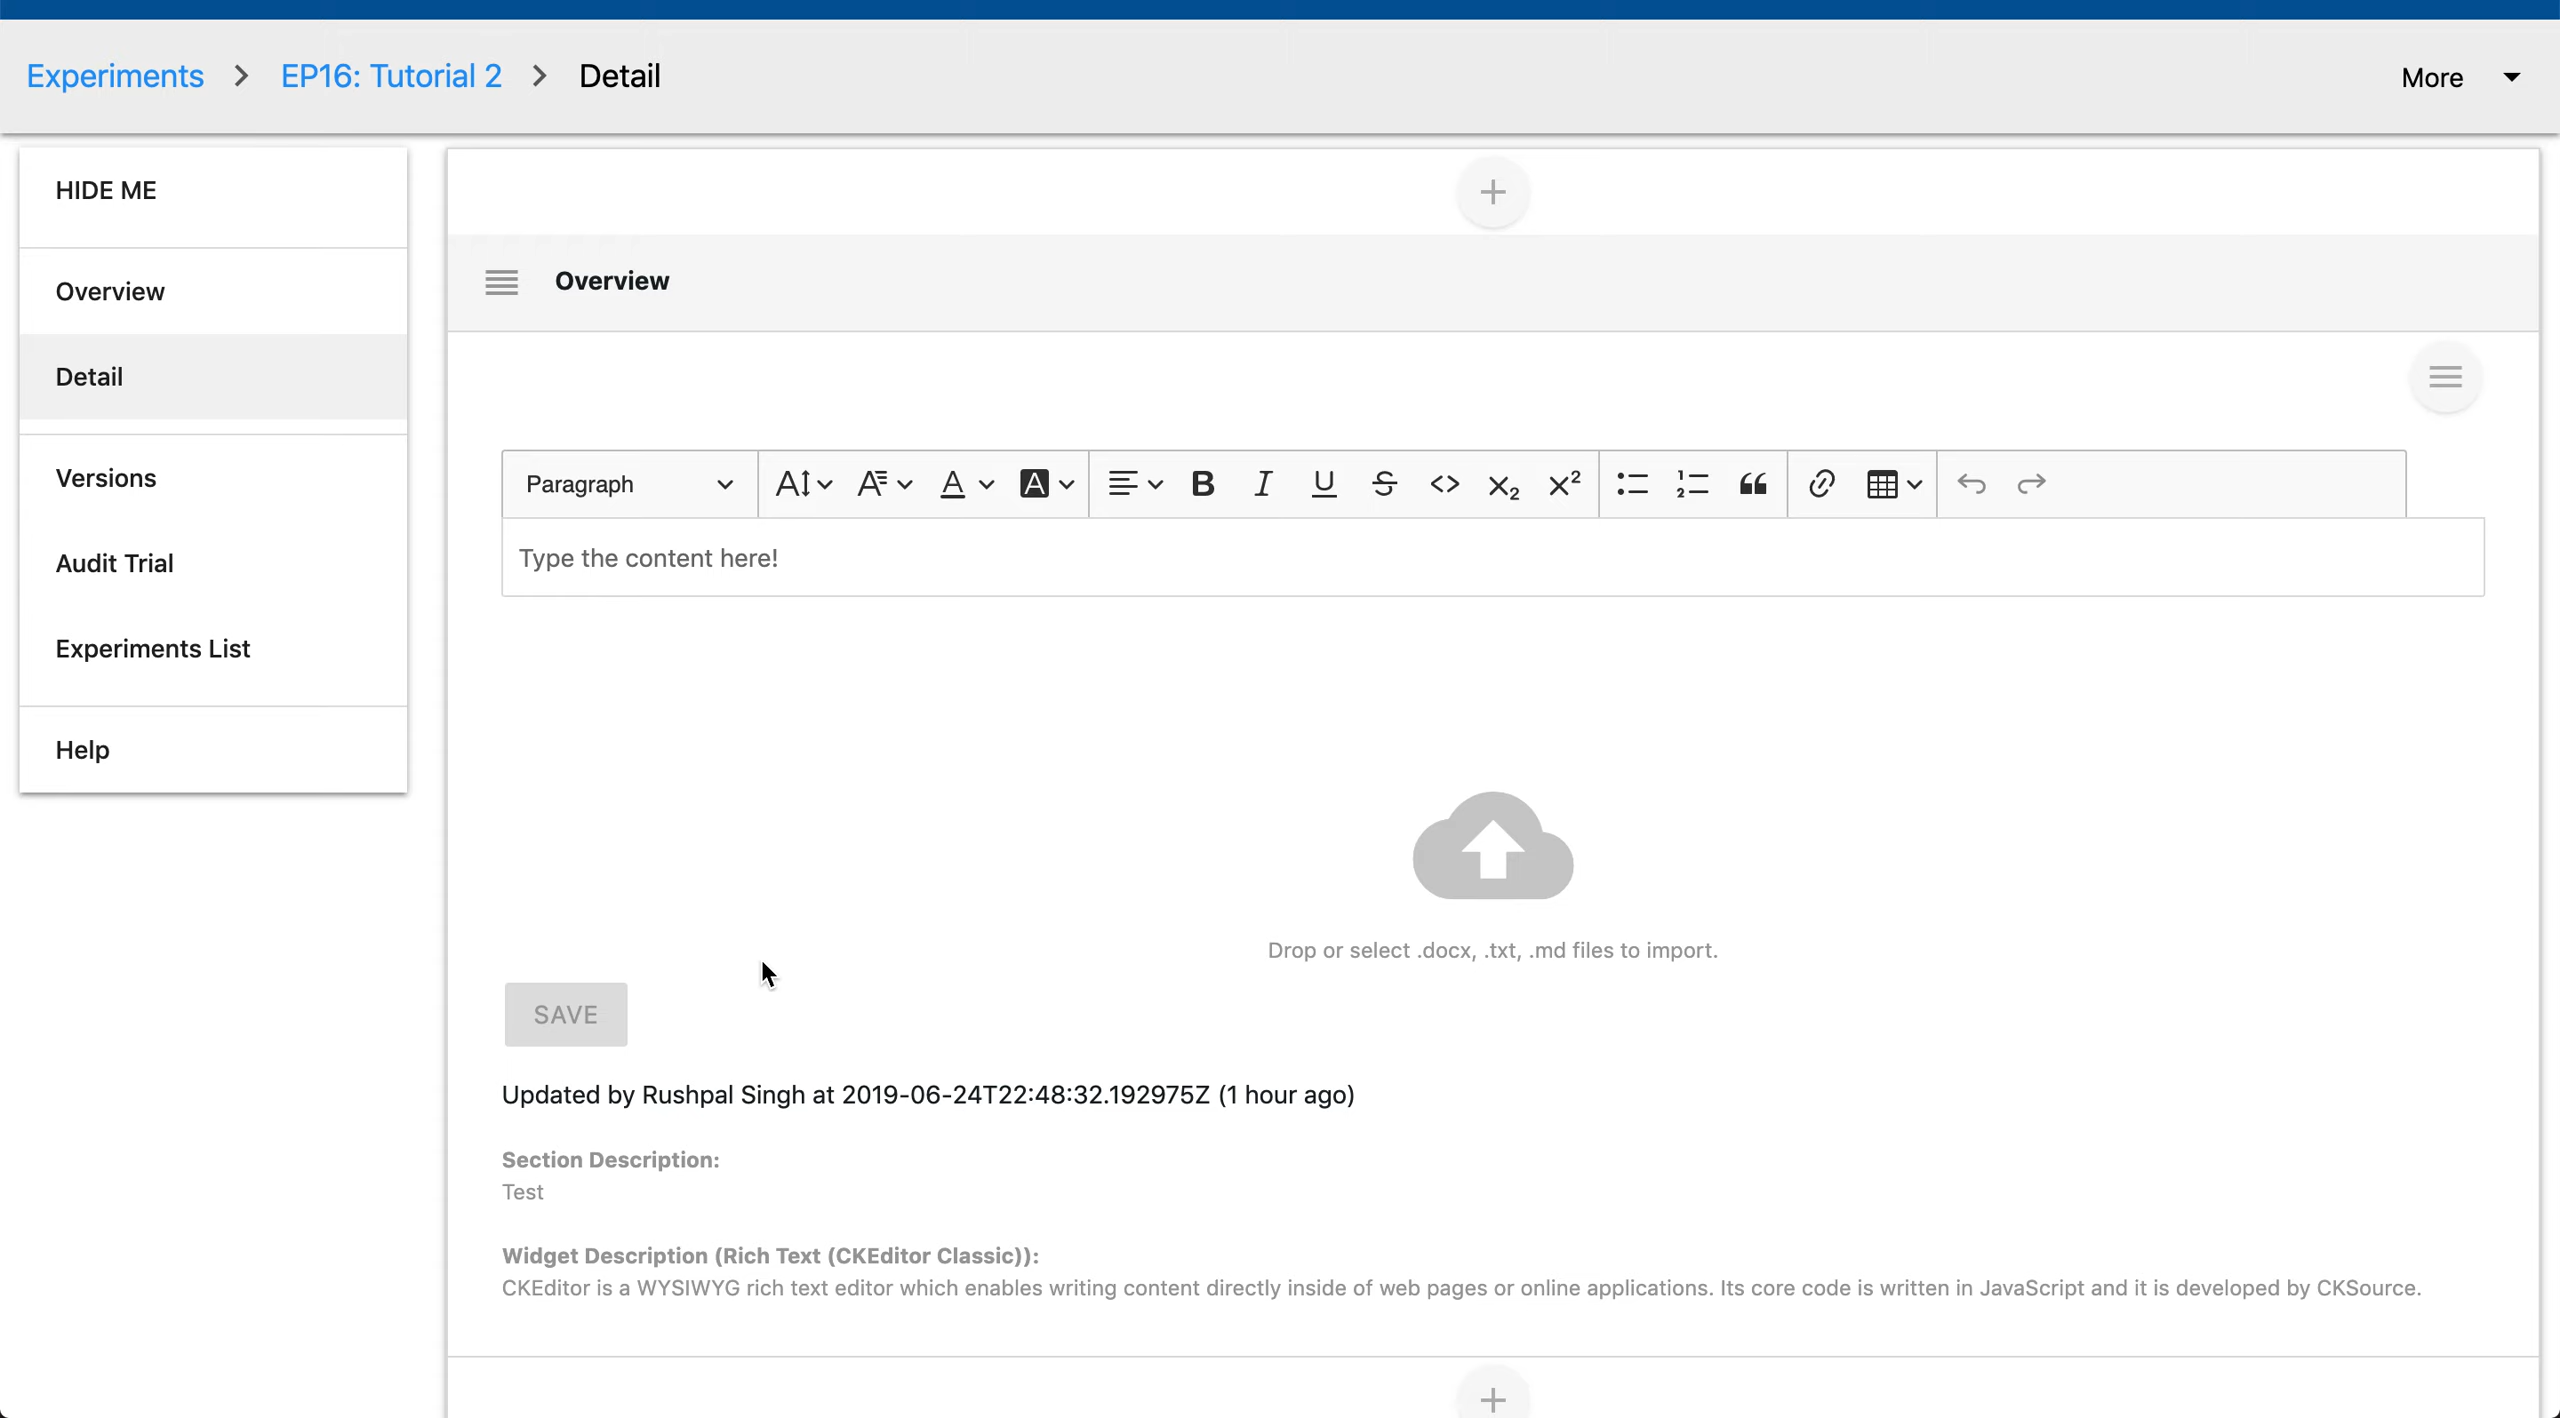 Experiments > EP16: Tutorial 2 > Detail
More
HIDE ME
Overview
Detail
Versions
Audit Trial
Experiments List
Help
Overview
Paragraph
Type the content here!
Drop or select .docx, .txt, .md files to import.
SAVE
Updated by Rushpal Singh at 2019-06-24T22:48:32.192975Z (1 hour ago)
Section Description:
Test
Widget Description (Rich Text (CKEditor Classic)):
CKEditor is a WYSIWYG rich text editor which enables writing content directly inside of web pages or online applications. Its core code is written in JavaScript and it is developed by CKSource.